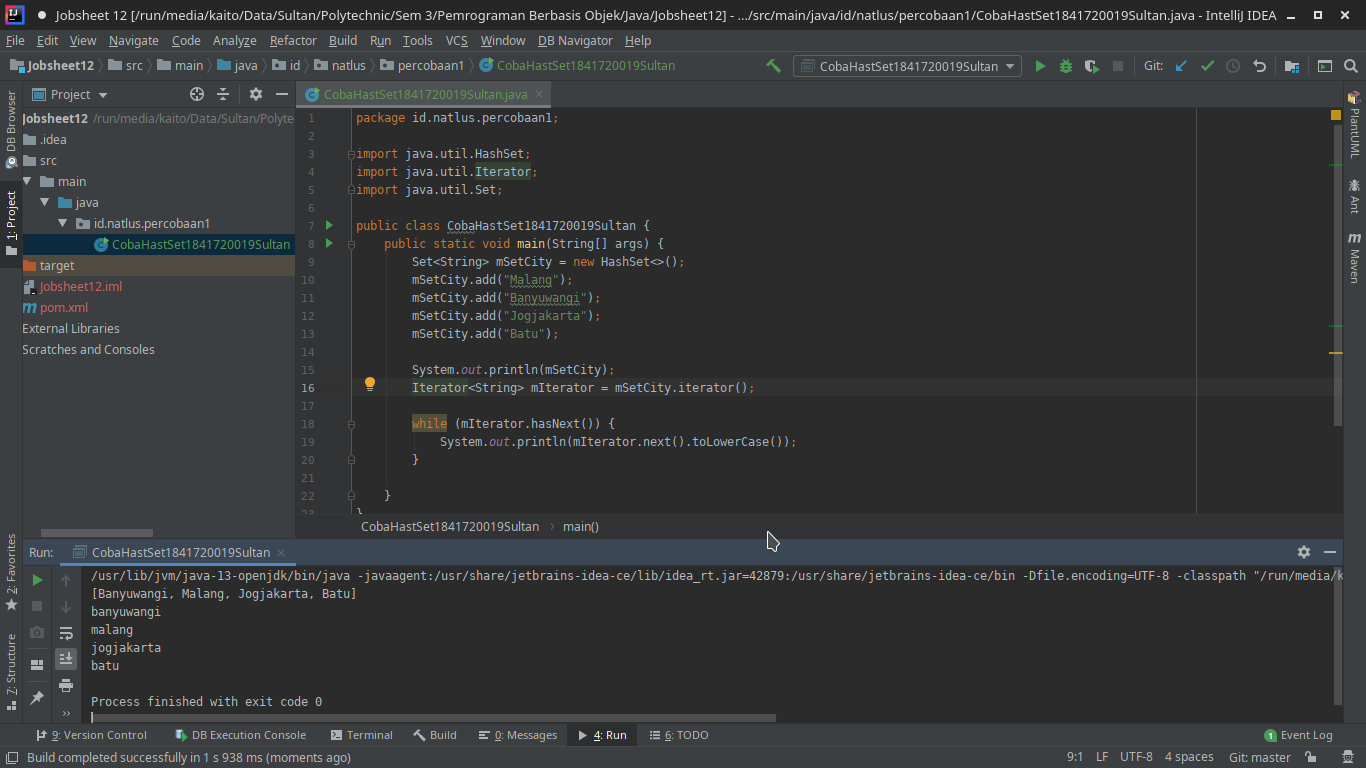 Jobsheet 12 [/run/media/kaito/Data/Sultan/Polytechnic/Sem 3/Pemrograman Berbasis Objek/Java/Jobsheet12] - .../src/main/java/id/natlus/percobaan1/CobaHastSet1841720019Sultan.java - IntelliJ IDEA
File Edit View Navigate Code Analyze Refactor Build Run Tools VCS Window DB Navigator Help
Jobsheet12 src main java id natlus percobaan1 CobaHastSet1841720019Sultan CobaHastSet1841720019Sultan Git:
Project
CobaHastSet1841720019Sultan.java
DB Browser
1: Project
2: Favorites
7: Structure
Jobsheet12 /run/media/kaito/Data/Sultan/Polyte
.idea
src
main
java
id.natlus.percobaan1
CobaHastSet1841720019Sultan
target
Jobsheet12.iml
pom.xml
External Libraries
Scratches and Consoles
1 package id.natlus.percobaan1;
2
3 import java.util.HashSet;
4 import java.util.Iterator;
5 import java.util.Set;
6
7 public class CobaHastSet1841720019Sultan {
8 public static void main(String[] args) {
9 Set<String> mSetCity = new HashSet<>();
10 mSetCity.add("Malang");
11 mSetCity.add("Banyuwangi");
12 mSetCity.add("Jogjakarta");
13 mSetCity.add("Batu");
14
15 System.out.println(mSetCity);
16 Iterator<String> mIterator = mSetCity.iterator();
17
18 while (mIterator.hasNext()) {
19 System.out.println(mIterator.next().toLowerCase());
20 }
21
22 }
23 }
CobaHastSet1841720019Sultan › main()
PlantUML
Ant
Maven
Run: CobaHastSet1841720019Sultan
/usr/lib/jvm/java-13-openjdk/bin/java -javaagent:/usr/share/jetbrains-idea-ce/lib/idea_rt.jar=42879:/usr/share/jetbrains-idea-ce/bin -Dfile.encoding=UTF-8 -classpath "/run/media/k
[Banyuwangi, Malang, Jogjakarta, Batu]
banyuwangi
malang
jogjakarta
batu
Process finished with exit code 0
9: Version Control DB Execution Console Terminal Build 0: Messages 4: Run 6: TODO 1 Event Log
Build completed successfully in 1 s 938 ms (moments ago) 9:1 LF UTF-8 4 spaces Git: master